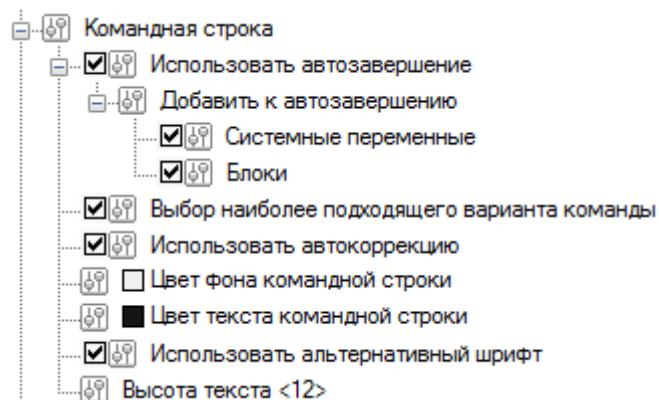 Командная строка
Использовать автозавершение
Добавить к автозавершению
Системные переменные
Блоки
Выбор наиболее подходящего варианта команды
Использовать автокоррекцию
Цвет фона командной строки
Цвет текста командной строки
Использовать альтернативный шрифт
Высота текста <12>